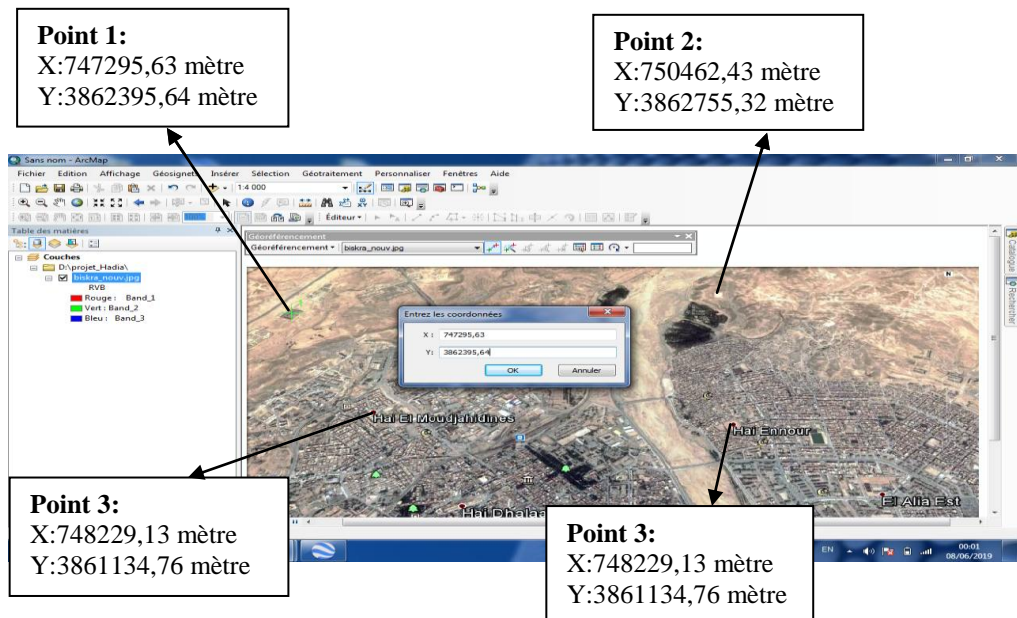 Point 1:
X:747295,63 mètre
Y:3862395,64 mètre
Point 2:
X:750462,43 mètre
Y:3862755,32 mètre
Sans nom - ArcMap
Fichier Edition Affichage Géosignets Insérer Sélection Géotraitement Personnaliser Fenêtres Aide
1:4 000
Éditeur
Table des matières
Couches
D:\projet_Hadia\
biskra_nouv.jpg
RVB
Rouge : Band_1
Vert : Band_2
Bleu : Band_3
Géoréférencement
Géoréférencement biskra_nouv.jpg
Catalogue
Rechercher
N
Entrez les coordonnées
X : 747295,63
Y: 3862395,64
OK Annuler
Hai El Moudjahidines
Hai Ennour
El Alia Est
Hai Dhalaa
Point 3:
X:748229,13 mètre
Y:3861134,76 mètre
Point 3:
X:748229,13 mètre
Y:3861134,76 mètre
EN
00:01
08/06/2019